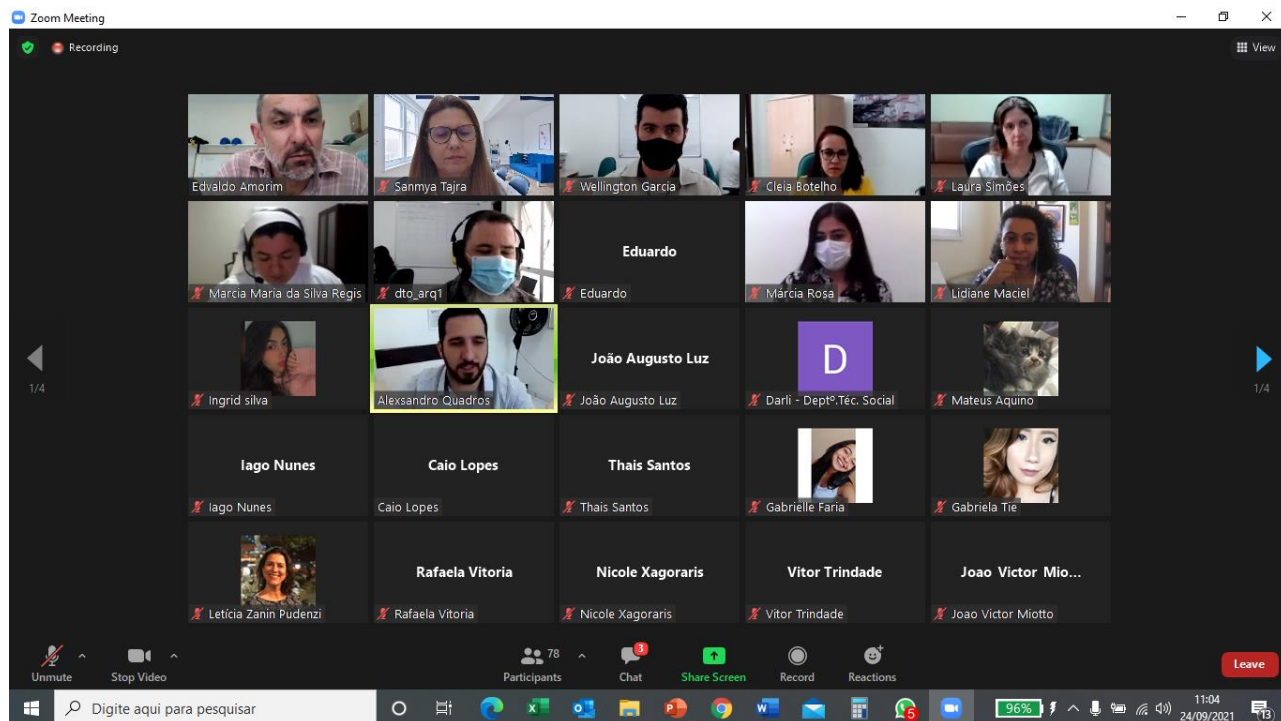 Zoom Meeting
Recording
View
Edvaldo Amorim
Sanmya Tajra
Wellington Garcia
Cleia Botelho
Laura Simões
Marcia Maria da Silva Regis
dto_arq1
Eduardo
Eduardo
Márcia Rosa
Lidiane Maciel
Ingrid silva
Alexsandro Quadros
João Augusto Luz
João Augusto Luz
D
Darli - Deptº.Téc. Social
Mateus Aquino
1/4
1/4
Iago Nunes
Iago Nunes
Caio Lopes
Caio Lopes
Thais Santos
Thais Santos
Gabrielle Faria
Gabriela Tie
Letícia Zanin Pudenzi
Rafaela Vitoria
Rafaela Vitoria
Nicole Xagoraris
Nicole Xagoraris
Vitor Trindade
Vitor Trindade
Joao Victor Mio...
Joao Victor Miotto
Unmute
Stop Video
Participants 78
Chat 3
Share Screen
Record
Reactions
Leave
Digite aqui para pesquisar
5
96%
11:04
24/09/2021
13